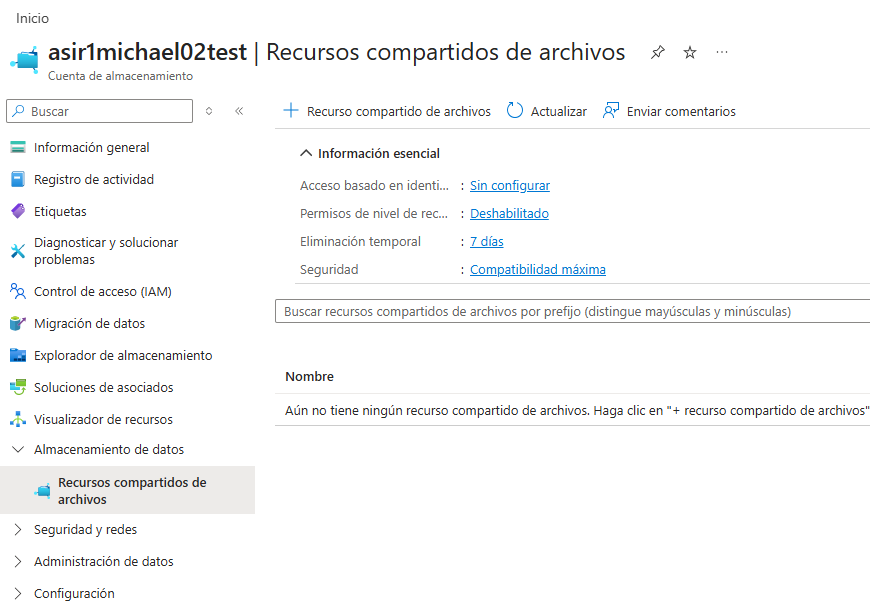 Inicio
asir1michael02test | Recursos compartidos de archivos
Cuenta de almacenamiento
Buscar
Información general
Registro de actividad
Etiquetas
Diagnosticar y solucionar
problemas
Control de acceso (IAM)
Migración de datos
Explorador de almacenamiento
Soluciones de asociados
Visualizador de recursos
Almacenamiento de datos
Recursos compartidos de
archivos
Seguridad y redes
Administración de datos
Configuración
Recurso compartido de archivos Actualizar Enviar comentarios
Información esencial
Acceso basado en identi... : Sin configurar
Permisos de nivel de rec... : Deshabilitado
Eliminación temporal : 7 días
Seguridad : Compatibilidad máxima
Buscar recursos compartidos de archivos por prefijo (distingue mayúsculas y minúsculas)
Nombre
Aún no tiene ningún recurso compartido de archivos. Haga clic en "+ recurso compartido de archivos"